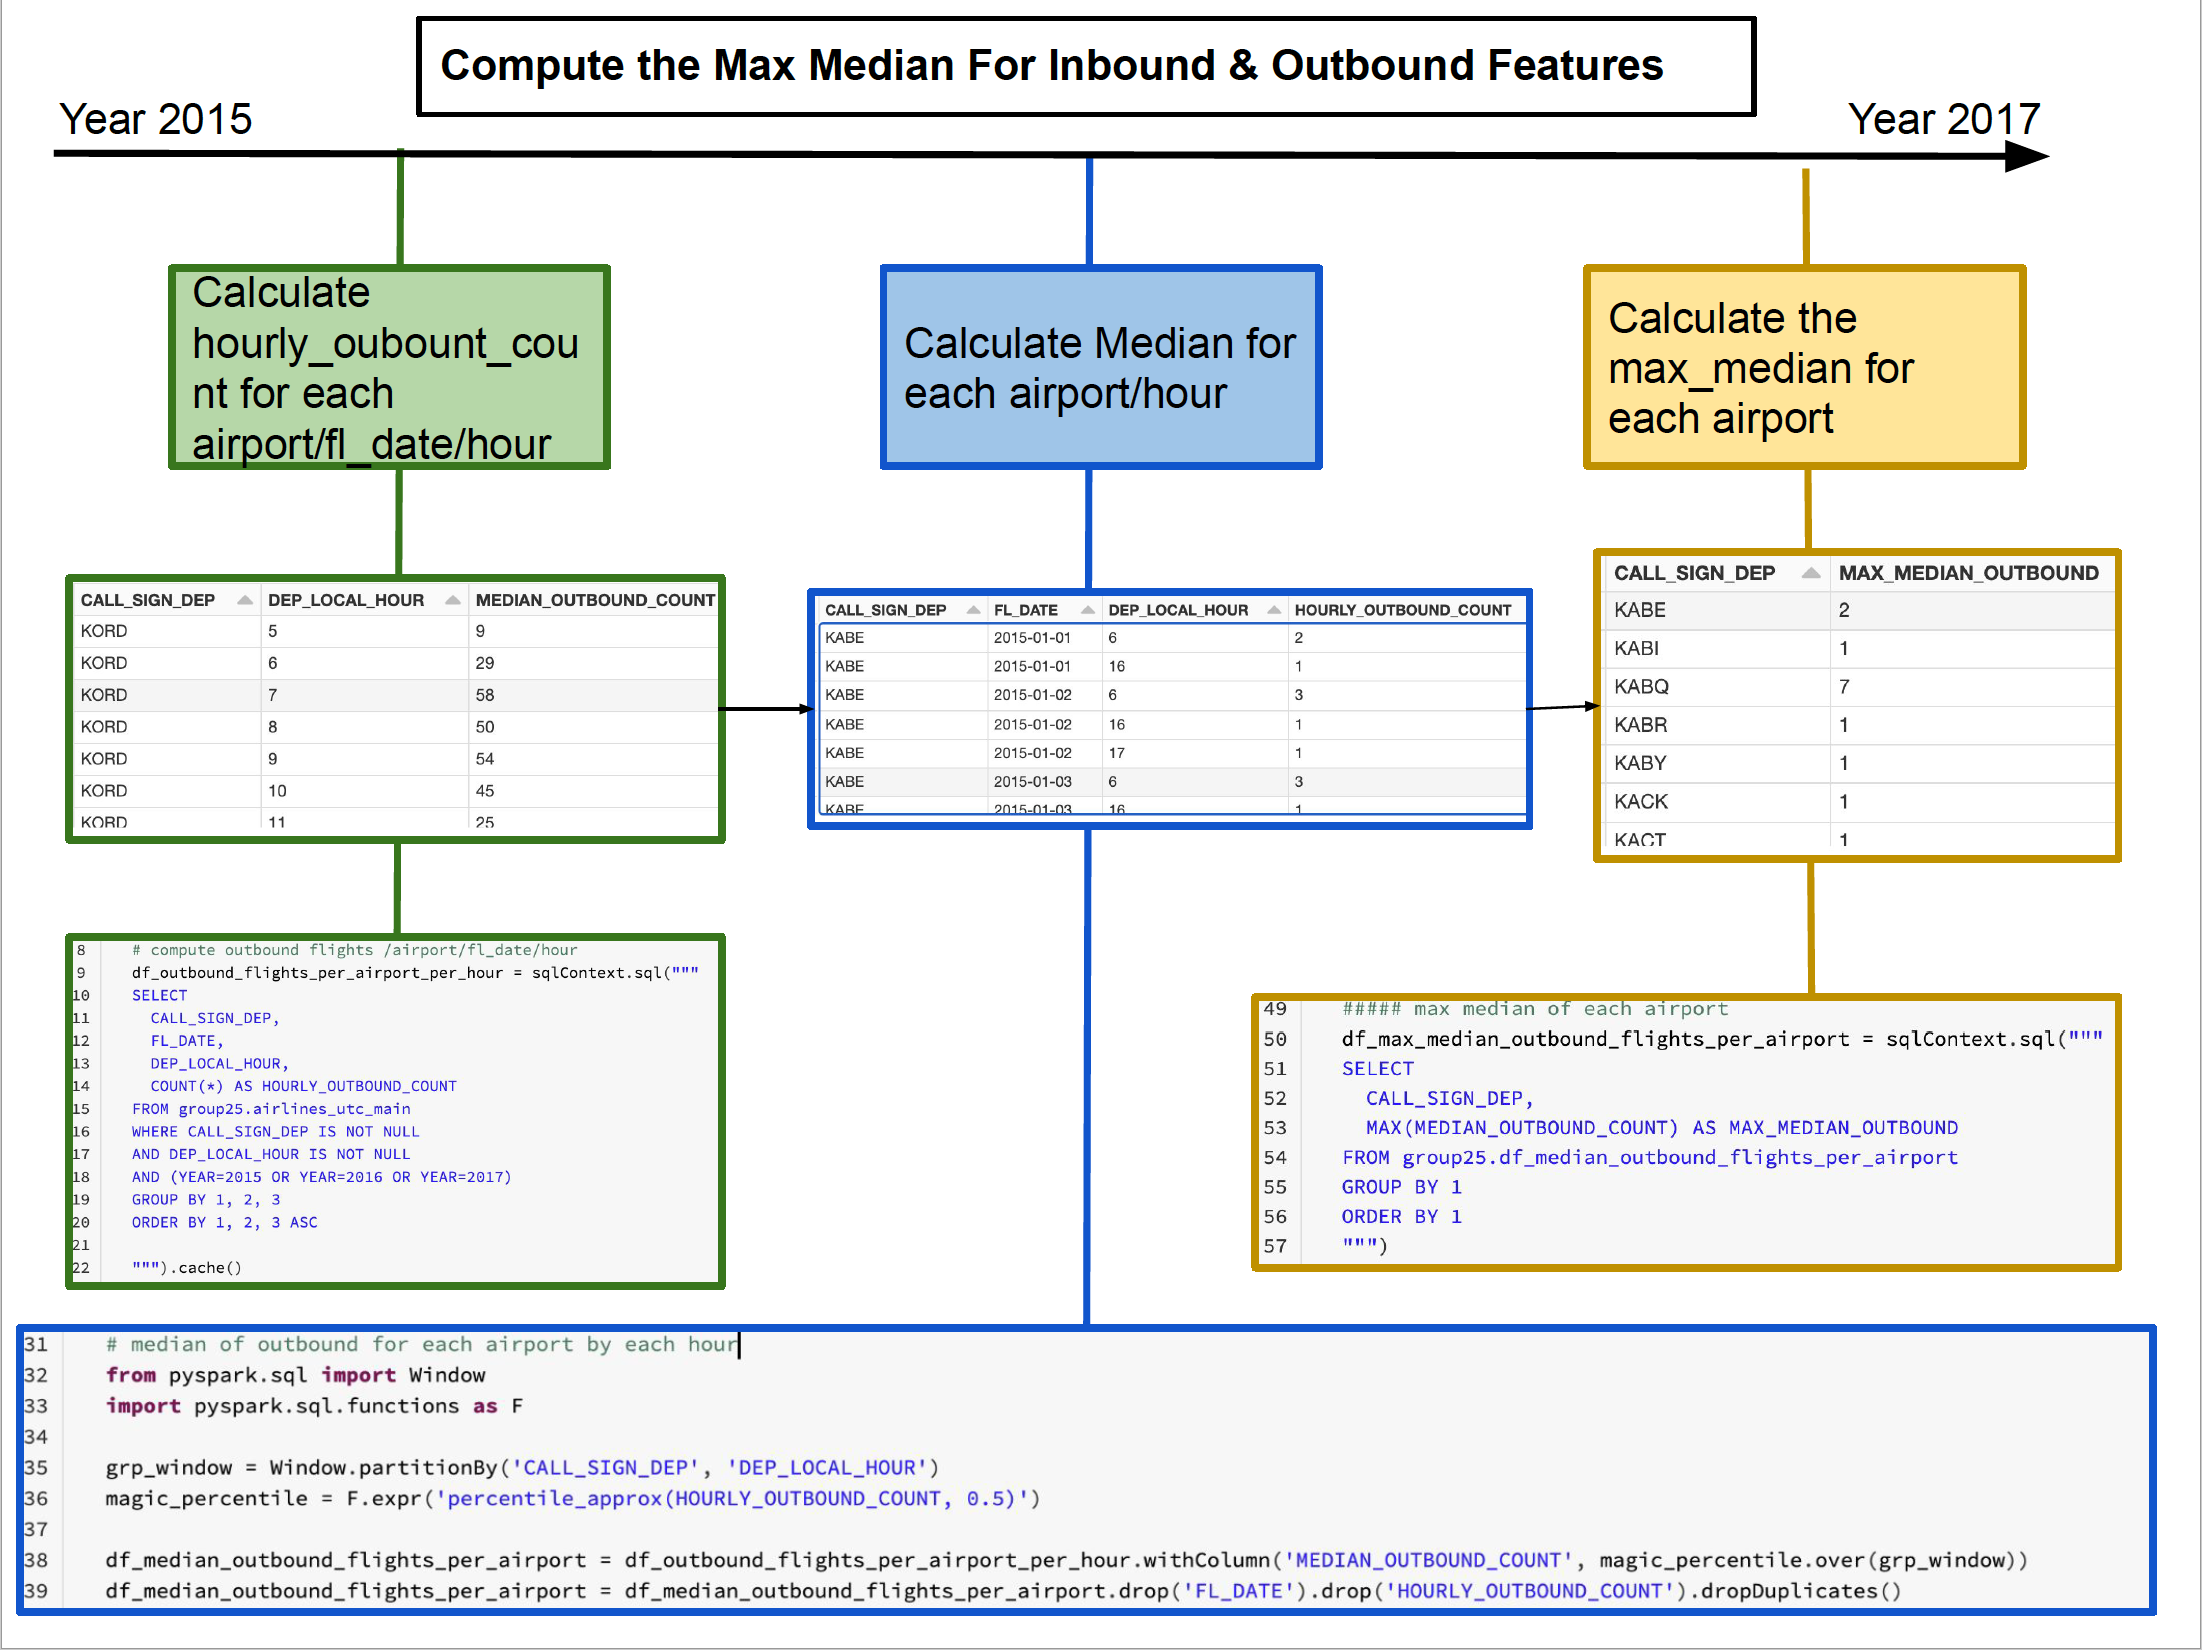 Compute the Max Median For Inbound & Outbound Features
Year 2015
Year 2017
Calculate
hourly_oubount_cou
nt for each
airport/fl_date/hour
Calculate Median for
each airport/hour
Calculate the
max_median for
each airport
CALL_SIGN_DEP DEP_LOCAL_HOUR MEDIAN_OUTBOUND_COUNT
KORD 5 9
KORD 6 29
KORD 7 58
KORD 8 50
KORD 9 54
KORD 10 45
KORD 11 25
CALL_SIGN_DEP FL_DATE DEP_LOCAL_HOUR HOURLY_OUTBOUND_COUNT
KABE 2015-01-01 6 2
KABE 2015-01-01 16 1
KABE 2015-01-02 6 3
KABE 2015-01-02 16 1
KABE 2015-01-02 17 1
KABE 2015-01-03 6 3
KABE 2015-01-03 16 1
CALL_SIGN_DEP MAX_MEDIAN_OUTBOUND
KABE 2
KABI 1
KABQ 7
KABR 1
KABY 1
KACK 1
KACT 1
8 # compute outbound flights /airport/fl_date/hour
9 df_outbound_flights_per_airport_per_hour = sqlContext.sql("""
10 SELECT
11 CALL_SIGN_DEP,
12 FL_DATE,
13 DEP_LOCAL_HOUR,
14 COUNT(*) AS HOURLY_OUTBOUND_COUNT
15 FROM group25.airlines_utc_main
16 WHERE CALL_SIGN_DEP IS NOT NULL
17 AND DEP_LOCAL_HOUR IS NOT NULL
18 AND (YEAR=2015 OR YEAR=2016 OR YEAR=2017)
19 GROUP BY 1, 2, 3
20 ORDER BY 1, 2, 3 ASC
21
22 """).cache()
49 ##### max median of each airport
50 df_max_median_outbound_flights_per_airport = sqlContext.sql("""
51 SELECT
52 CALL_SIGN_DEP,
53 MAX(MEDIAN_OUTBOUND_COUNT) AS MAX_MEDIAN_OUTBOUND
54 FROM group25.df_median_outbound_flights_per_airport
55 GROUP BY 1
56 ORDER BY 1
57 """)
31 # median of outbound for each airport by each hour
32 from pyspark.sql import Window
33 import pyspark.sql.functions as F
34
35 grp_window = Window.partitionBy('CALL_SIGN_DEP', 'DEP_LOCAL_HOUR')
36 magic_percentile = F.expr('percentile_approx(HOURLY_OUTBOUND_COUNT, 0.5)')
37
38 df_median_outbound_flights_per_airport = df_outbound_flights_per_airport_per_hour.withColumn('MEDIAN_OUTBOUND_COUNT', magic_percentile.over(grp_window))
39 df_median_outbound_flights_per_airport = df_median_outbound_flights_per_airport.drop('FL_DATE').drop('HOURLY_OUTBOUND_COUNT').dropDuplicates()